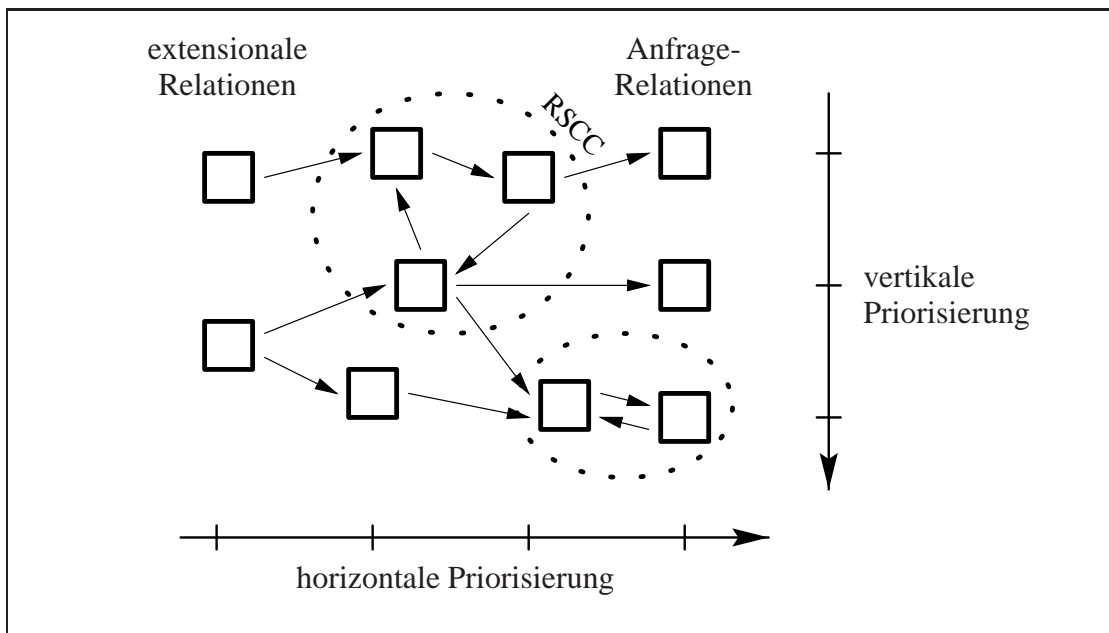 extensionale
Relationen
Anfrage-
Relationen
RSCC
vertikale
Priorisierung
horizontale Priorisierung